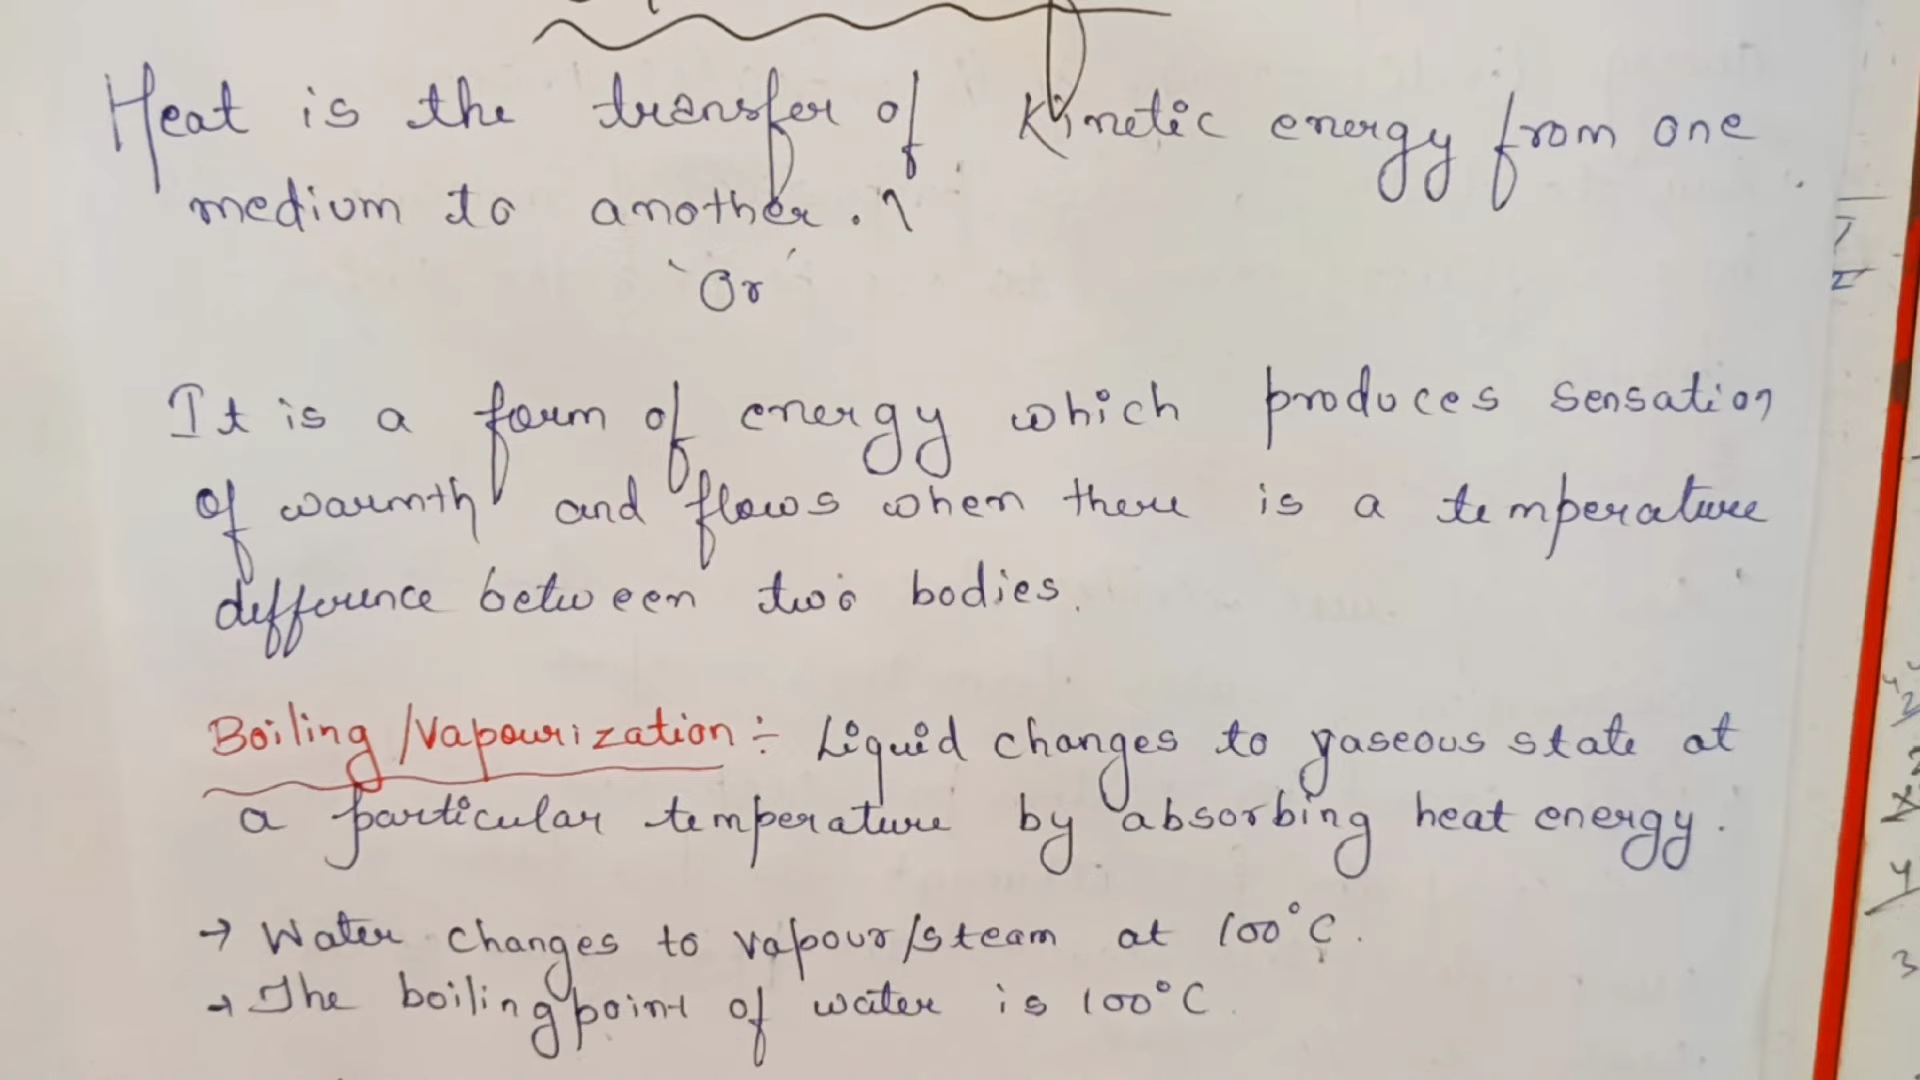 Heat is the transfer of Kinetic energy from one
medium to another.
Or
It is a form of energy which produces sensation
of warmth and flows when there is a temperature
difference between two bodies.
Boiling/Vapourization :- Liquid changes to gaseous state at
a particular temperature by absorbing heat energy.
→ Water changes to vapour/steam at 100°C.
→ The boiling point of water is 100°C.